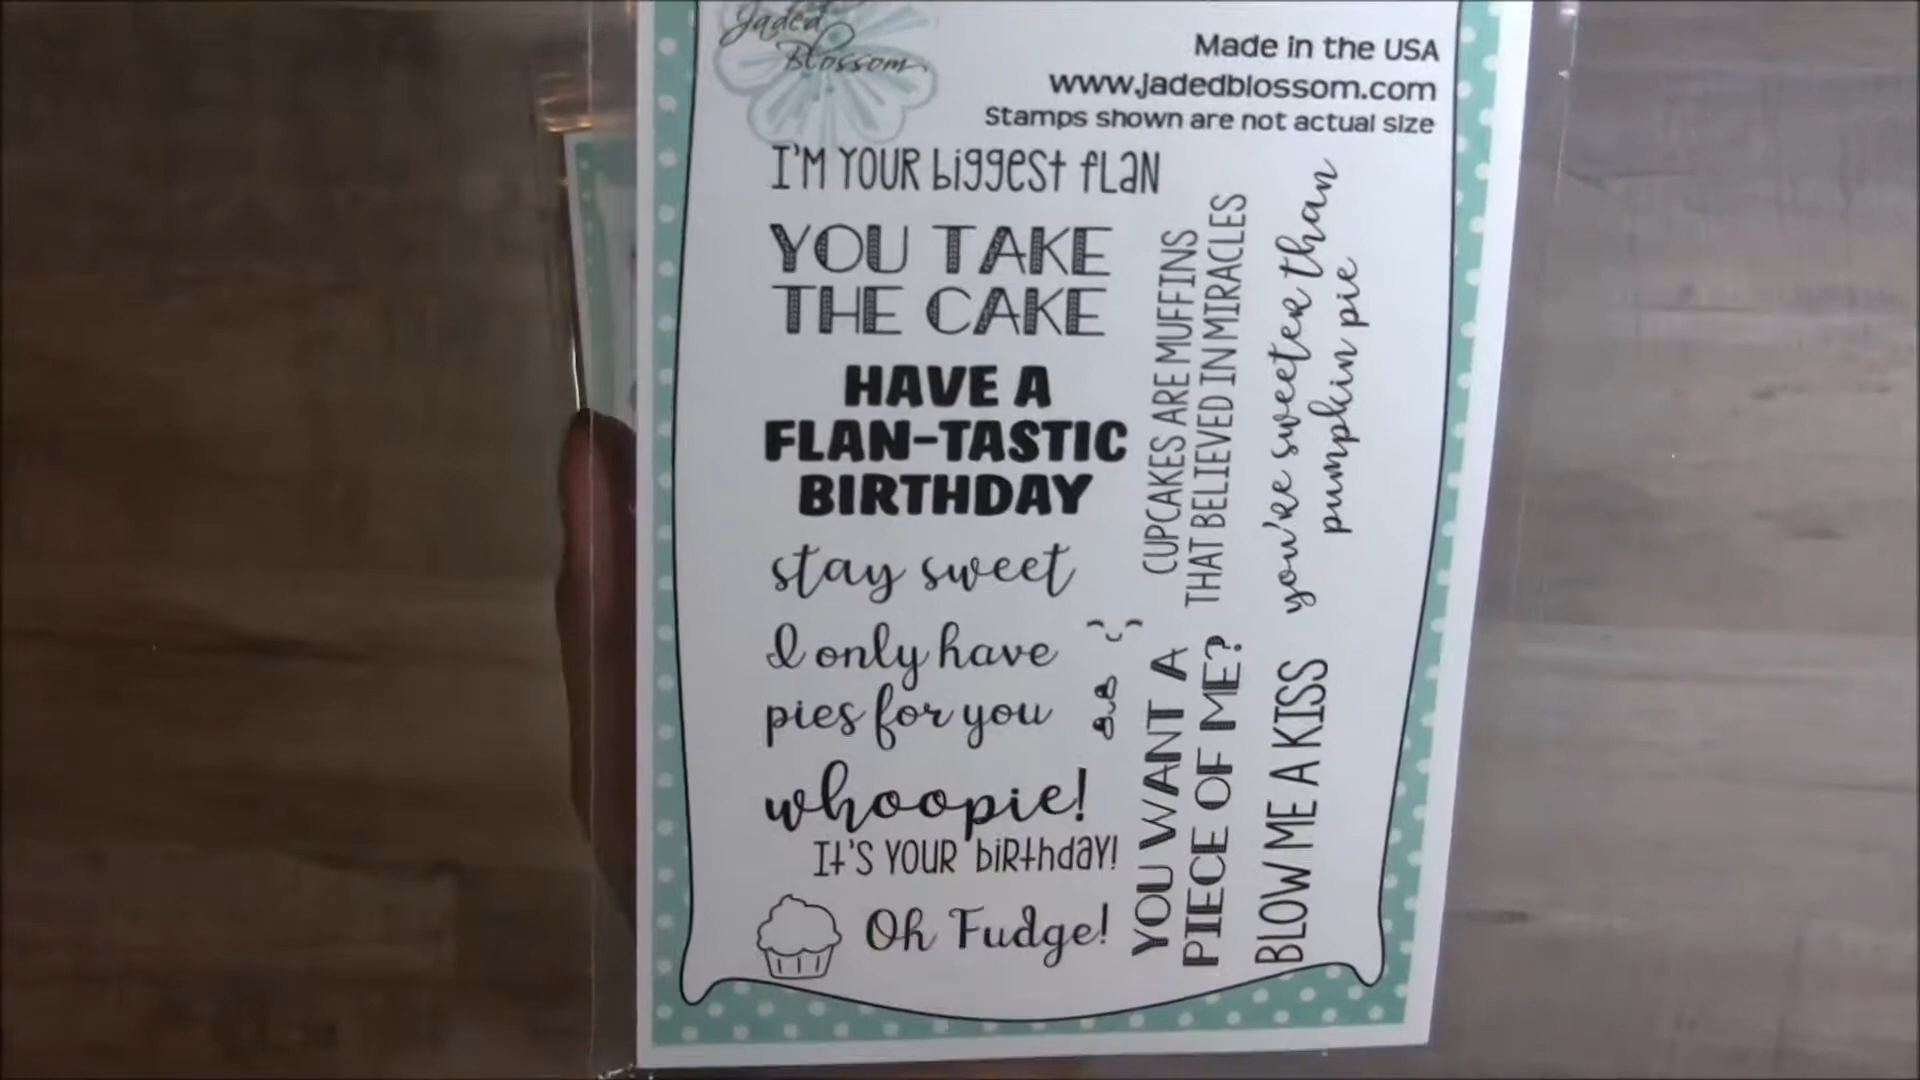 Jaded
Blossom
Made in the USA
www.jadedblossom.com
Stamps shown are not actual size
I'M YOUR biggest flan
YOU TAKE
THE CAKE
HAVE A
FLAN-TASTIC
BIRTHDAY
stay sweet
I only have
pies for you
whoopie!
It'S YOUR biRthdaY!
Oh Fudge!
CUPCAKES ARE MUFFINS
THAT BELIEVED IN MIRACLES
you're sweeter than
pumpkin pie
YOU WANT A
PIECE OF ME?
BLOW ME A KISS